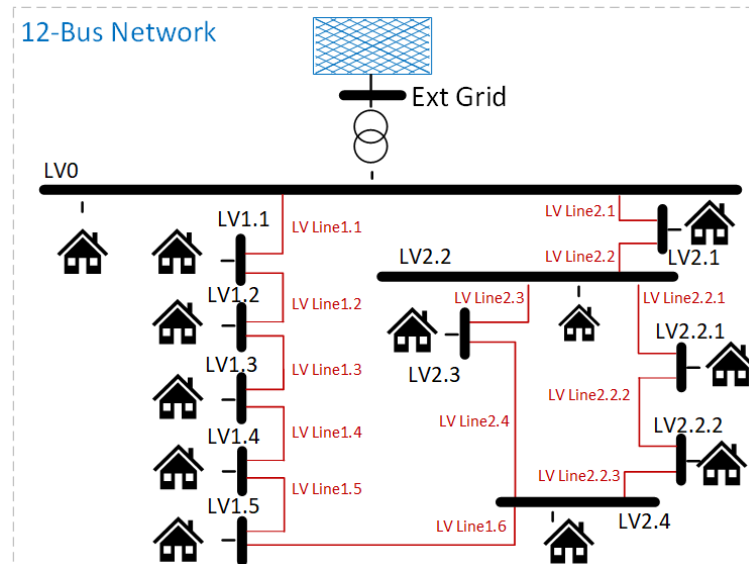 12-Bus Network
Ext Grid
LV0
LV1.1
LV Line1.1
LV Line2.1
LV2.1
LV2.2
LV Line2.2
LV1.2
LV Line1.2
LV Line2.3
LV Line2.2.1
LV2.2.1
LV1.3
LV Line1.3
LV2.3
LV Line2.2.2
LV1.4
LV Line1.4
LV Line2.4
LV2.2.2
LV Line2.2.3
LV1.5
LV Line1.5
LV Line1.6
LV2.4